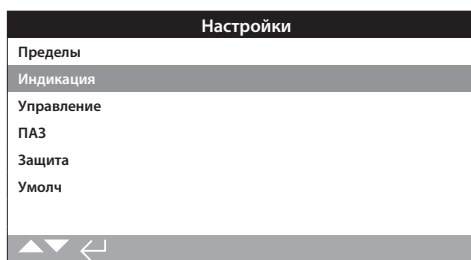 Настройки
Пределы
Индикация
Управление
ПАЗ
Защита
Умолч